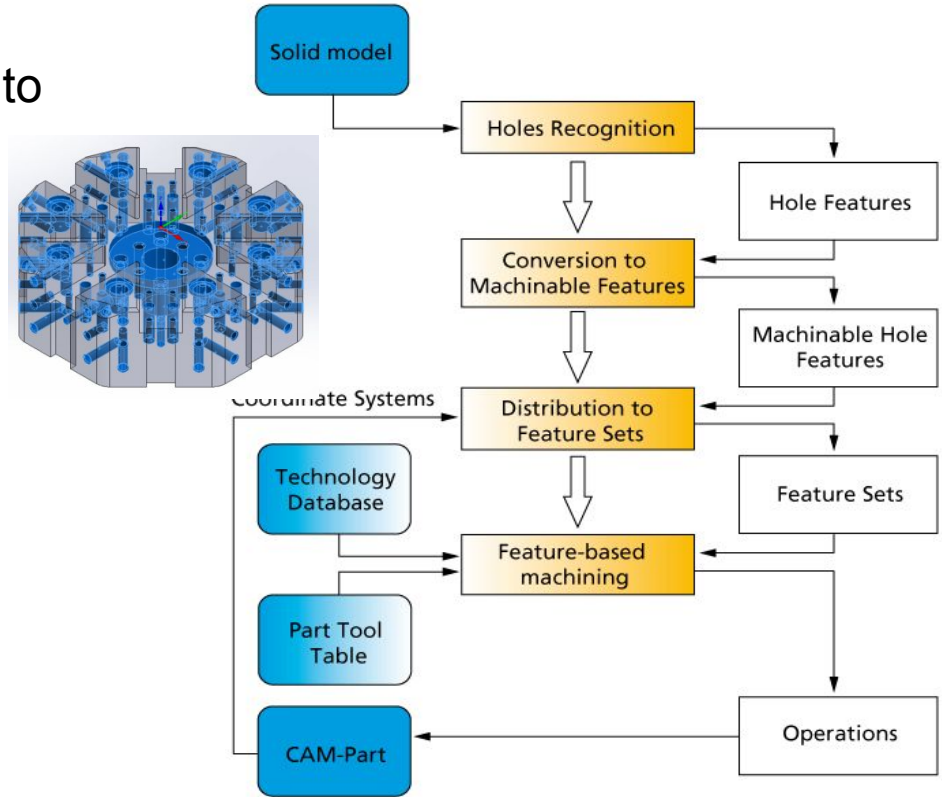 to
Solid model
Holes Recognition
Hole Features
Conversion to
Machinable Features
Machinable Hole
Features
Coordinate Systems
Distribution to
Feature Sets
Technology
Database
Feature Sets
Feature-based
machining
Part Tool
Table
Operations
CAM-Part